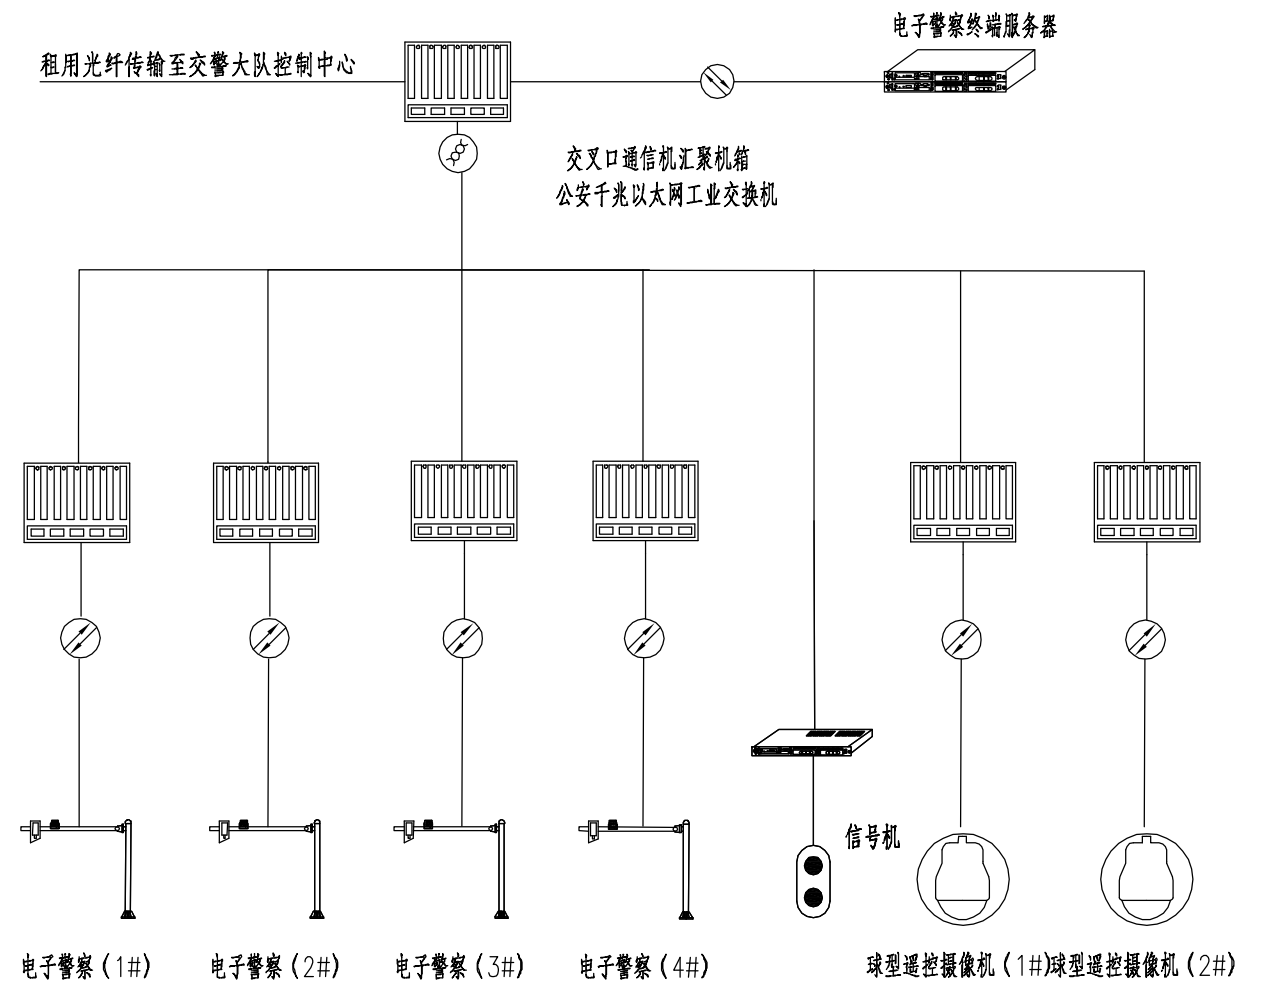 电子警察终端服务器
租用光纤传输至交警大队控制中心
交叉口通信机汇聚机箱
公安千兆以太网工业交换机
信号机
电子警察(1#)
电子警察(2#)
电子警察(3#)
电子警察(4#)
球型遥控摄像机(1#)
球型遥控摄像机(2#)